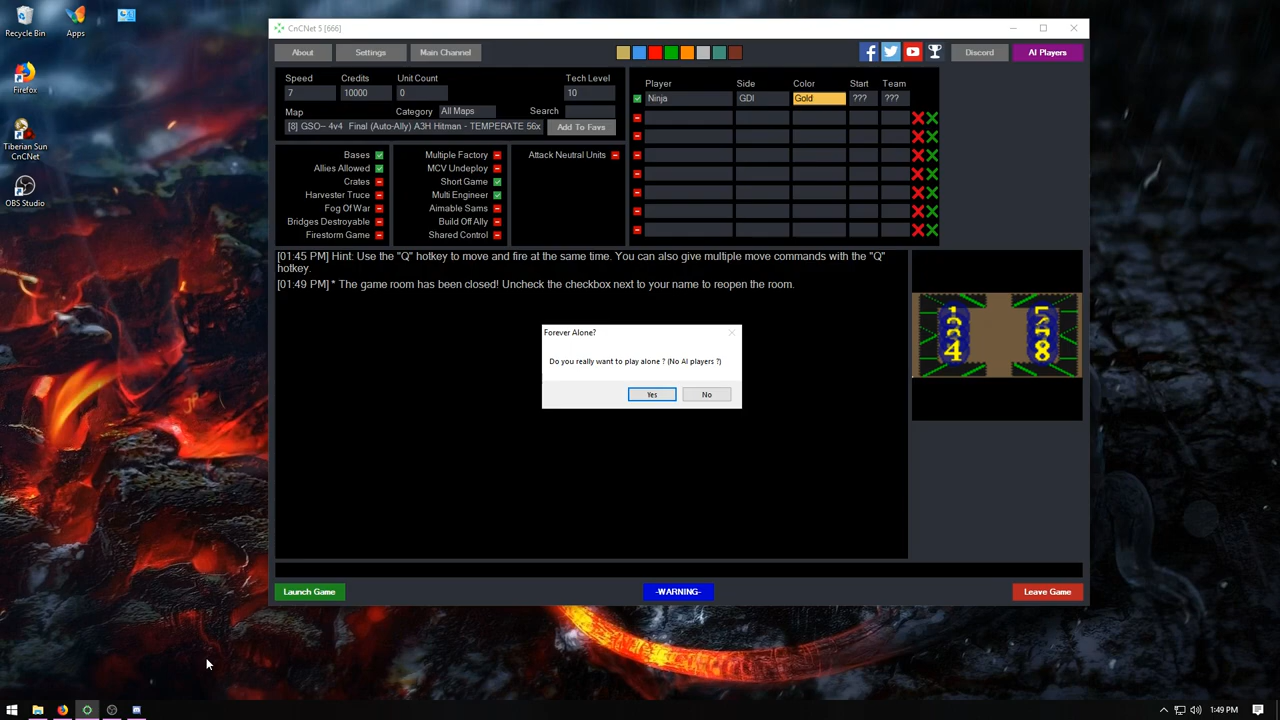 Recycle Bin
Apps
Firefox
Tiberian Sun
CnCNet
OBS Studio
CnCNet 5 [666]
About
Settings
Main Channel
Discord
AI Players
Speed
Credits
Unit Count
Tech Level
7
10000
0
10
Map
Category
All Maps
Search
[8] GSO~ 4v4 Final (Auto-Ally) A3H Hitman - TEMPERATE 56x
Add To Favs
Player
Side
Color
Start
Team
Ninja
GDI
Gold
???
???
Bases
Allies Allowed
Crates
Harvester Truce
Fog Of War
Bridges Destroyable
Firestorm Game
Multiple Factory
MCV Undeploy
Short Game
Multi Engineer
Aimable Sams
Build Off Ally
Shared Control
Attack Neutral Units
[01:45 PM] Hint: Use the "Q" hotkey to move and fire at the same time. You can also give multiple move commands with the "Q"
hotkey.
[01:49 PM] * The game room has been closed! Uncheck the checkbox next to your name to reopen the room.
Forever Alone?
Do you really want to play alone ? (No AI players ?)
Yes
No
4
8
Launch Game
-WARNING-
Leave Game
1:49 PM